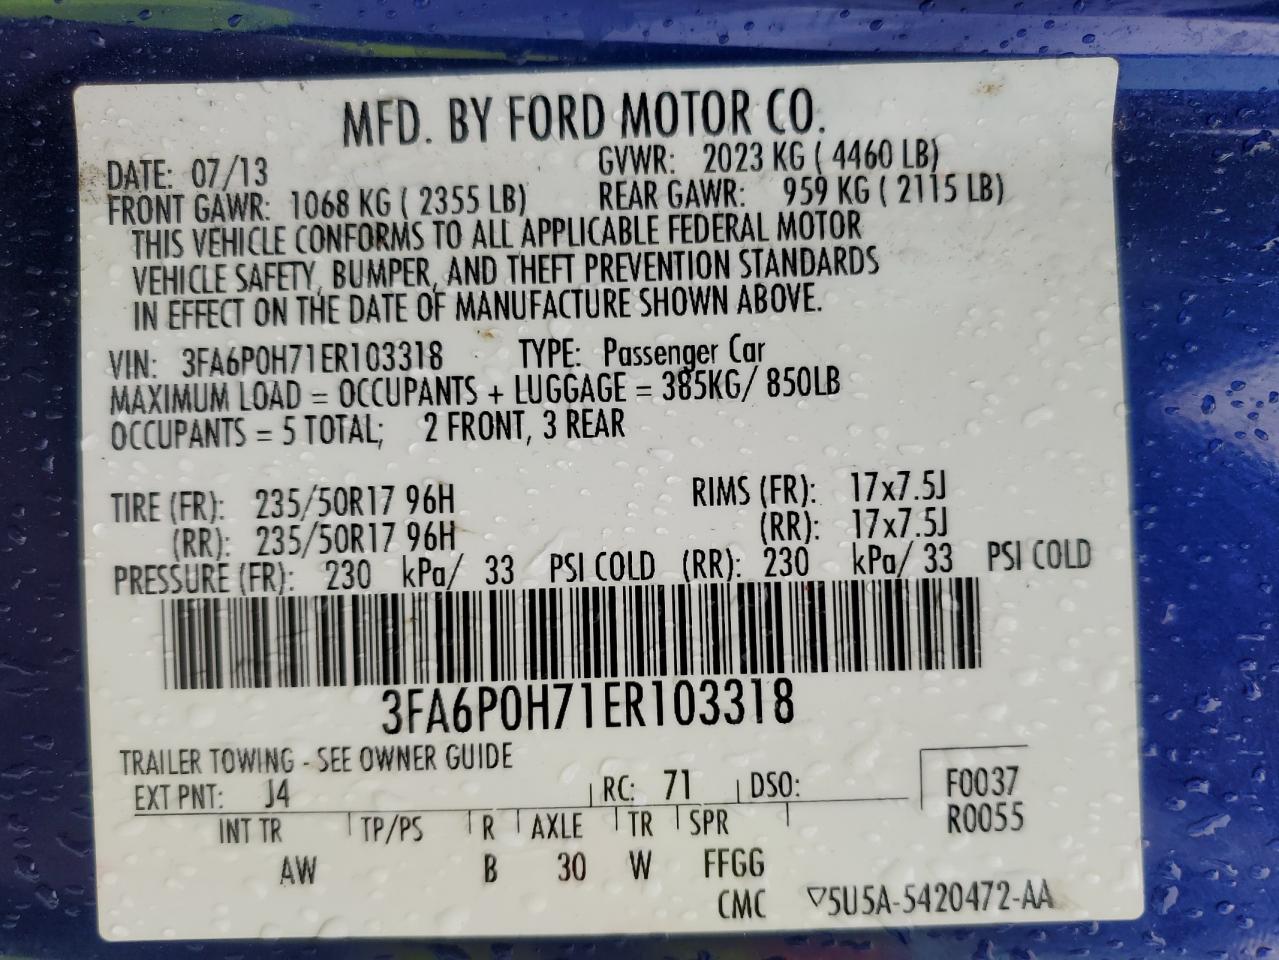 MFD. BY FORD MOTOR CO.
DATE: 07/13 GVWR: 2023 KG ( 4460 LB)
FRONT GAWR: 1068 KG ( 2355 LB) REAR GAWR: 959 KG ( 2115 LB)
THIS VEHICLE CONFORMS TO ALL APPLICABLE FEDERAL MOTOR
VEHICLE SAFETY, BUMPER, AND THEFT PREVENTION STANDARDS
IN EFFECT ON THE DATE OF MANUFACTURE SHOWN ABOVE.
VIN: 3FA6P0H71ER103318 TYPE: Passenger Car
MAXIMUM LOAD = OCCUPANTS + LUGGAGE = 385KG/ 850LB
OCCUPANTS = 5 TOTAL; 2 FRONT, 3 REAR
TIRE (FR): 235/50R17 96H RIMS (FR): 17x7.5J
(RR): 235/50R17 96H (RR): 17x7.5J
PRESSURE (FR): 230 kPa/ 33 PSI COLD (RR): 230 kPa/ 33 PSI COLD
3FA6P0H71ER103318
TRAILER TOWING - SEE OWNER GUIDE
EXT PNT: J4 RC: 71 DSO: F0037
R0055
INT TR TP/PS R AXLE TR SPR
AW B 30 W FFGG
CMC ▽5U5A-5420472-AA